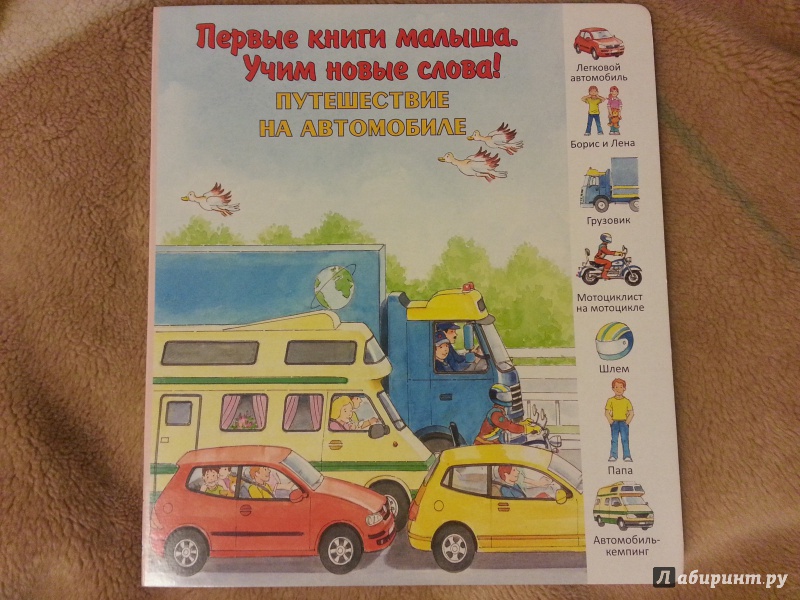 Первые книги малыша.
Учим новые слова!
ПУТЕШЕСТВИЕ
НА АВТОМОБИЛЕ
Легковой
автомобиль
Борис и Лена
Грузовик
Мотоциклист
на мотоцикле
Шлем
Папа
Автомобиль-
кемпинг
Лабиринт.ру